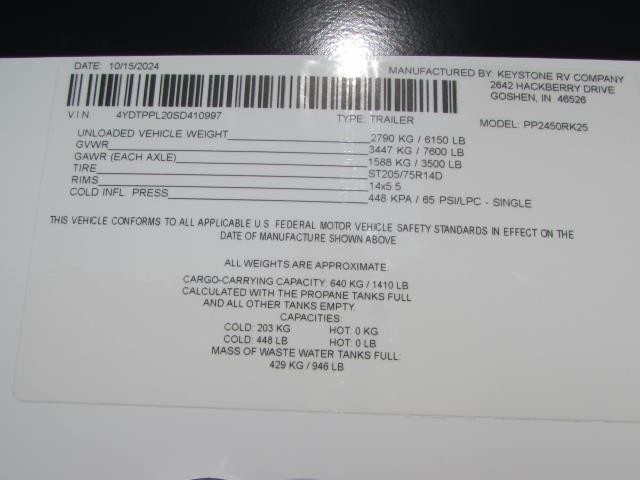 DATE: 10/15/2024
MANUFACTURED BY: KEYSTONE RV COMPANY
2642 HACKBERRY DRIVE
GOSHEN, IN 46526
V.I.N.: 4YDTPPL20SD410997 TYPE: TRAILER MODEL: PP2450RK25
UNLOADED VEHICLE WEIGHT 2790 KG / 6150 LB
GVWR 3447 KG / 7600 LB
GAWR (EACH AXLE) 1588 KG / 3500 LB
TIRE ST205/75R14D
RIMS 14x5.5
COLD INFL. PRESS 448 KPA / 65 PSI/LPC - SINGLE
THIS VEHICLE CONFORMS TO ALL APPLICABLE U.S. FEDERAL MOTOR VEHICLE SAFETY STANDARDS IN EFFECT ON THE
DATE OF MANUFACTURE SHOWN ABOVE
ALL WEIGHTS ARE APPROXIMATE.
CARGO-CARRYING CAPACITY: 640 KG / 1410 LB
CALCULATED WITH THE PROPANE TANKS FULL
AND ALL OTHER TANKS EMPTY.
CAPACITIES:
COLD: 203 KG HOT: 0 KG
COLD: 448 LB HOT: 0 LB
MASS OF WASTE WATER TANKS FULL:
429 KG / 946 LB